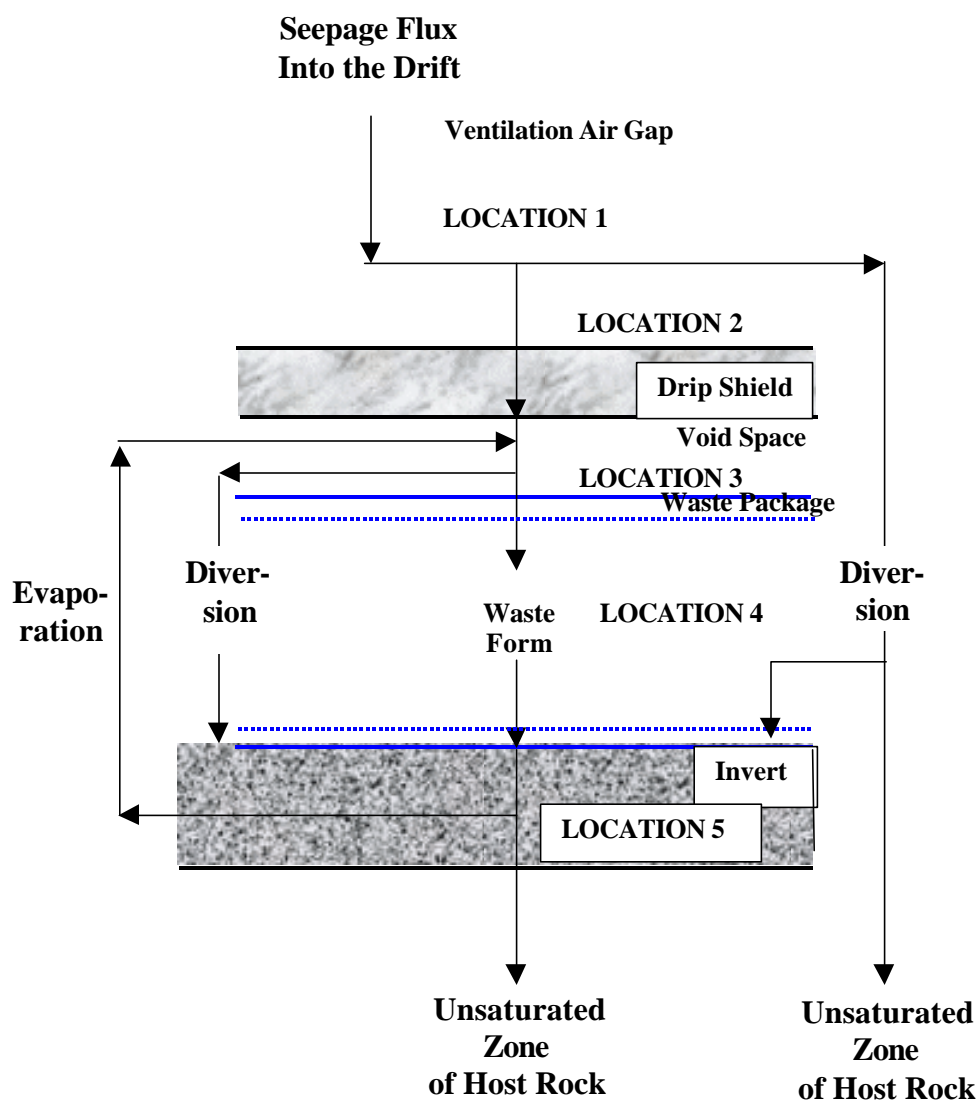 Seepage Flux
Into the Drift
Ventilation Air Gap
LOCATION 1
LOCATION 2
Drip Shield
Void Space
LOCATION 3
Waste Package
Evapo-
ration
Diver-
sion
Waste
Form
LOCATION 4
Diver-
sion
Invert
LOCATION 5
Unsaturated
Zone
of Host Rock
Unsaturated
Zone
of Host Rock